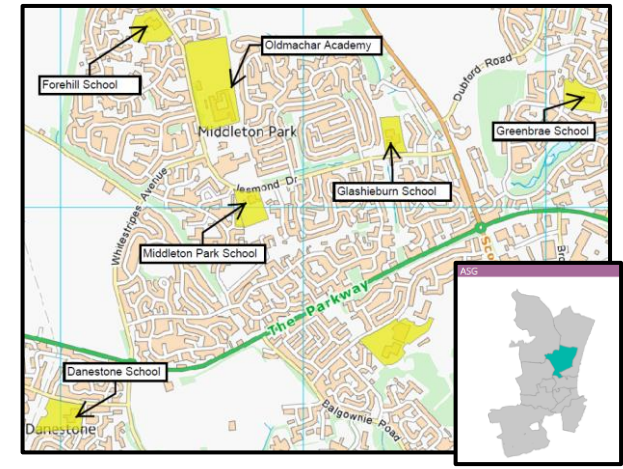 Oldmachar Academy
Forehill School
Dubford Road
Greenbrae School
Middleton Park
Jesmond Dr
Glashieburn School
Whitestripes Avenue
Middleton Park School
ASG
The Parkway
Danestone School
Balgownie Road
Danestone